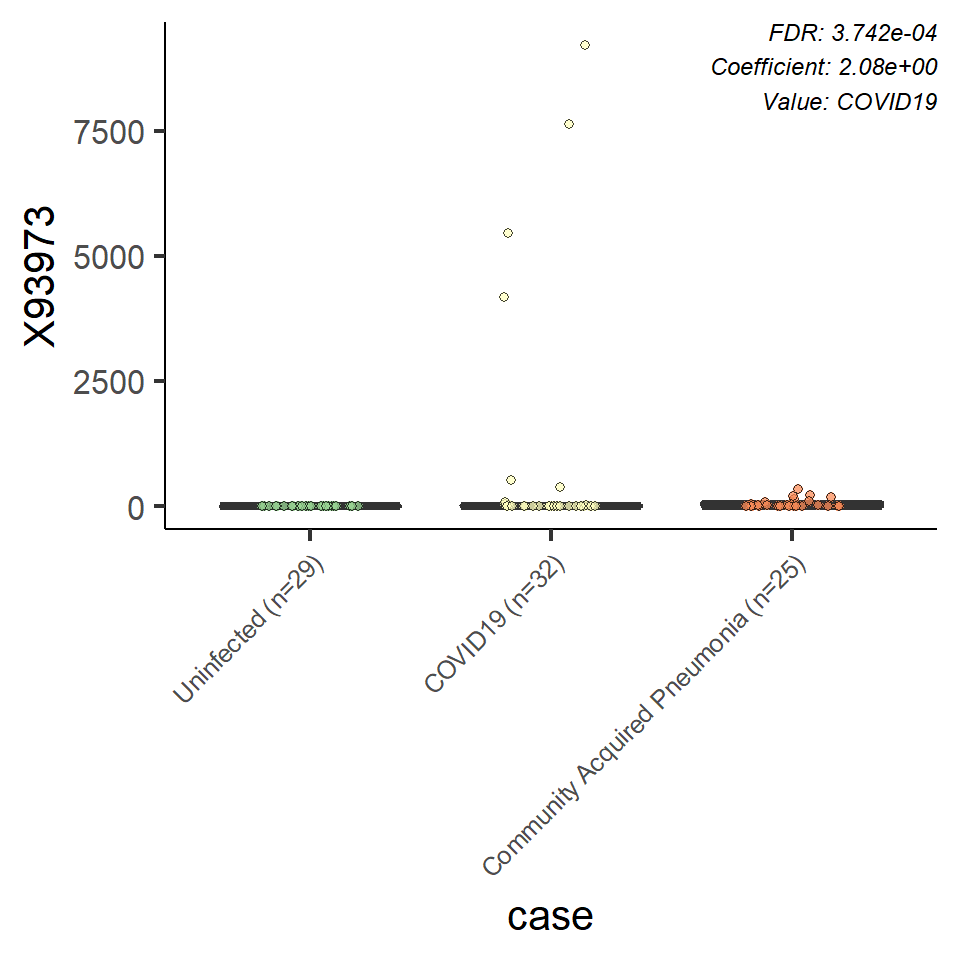 FDR: 3.742e-04
Coefficient: 2.08e+00
Value: COVID19
7500
5000
2500
0
X93973
Uninfected (n=29)
COVID19 (n=32)
Community Acquired Pneumonia (n=25)
case